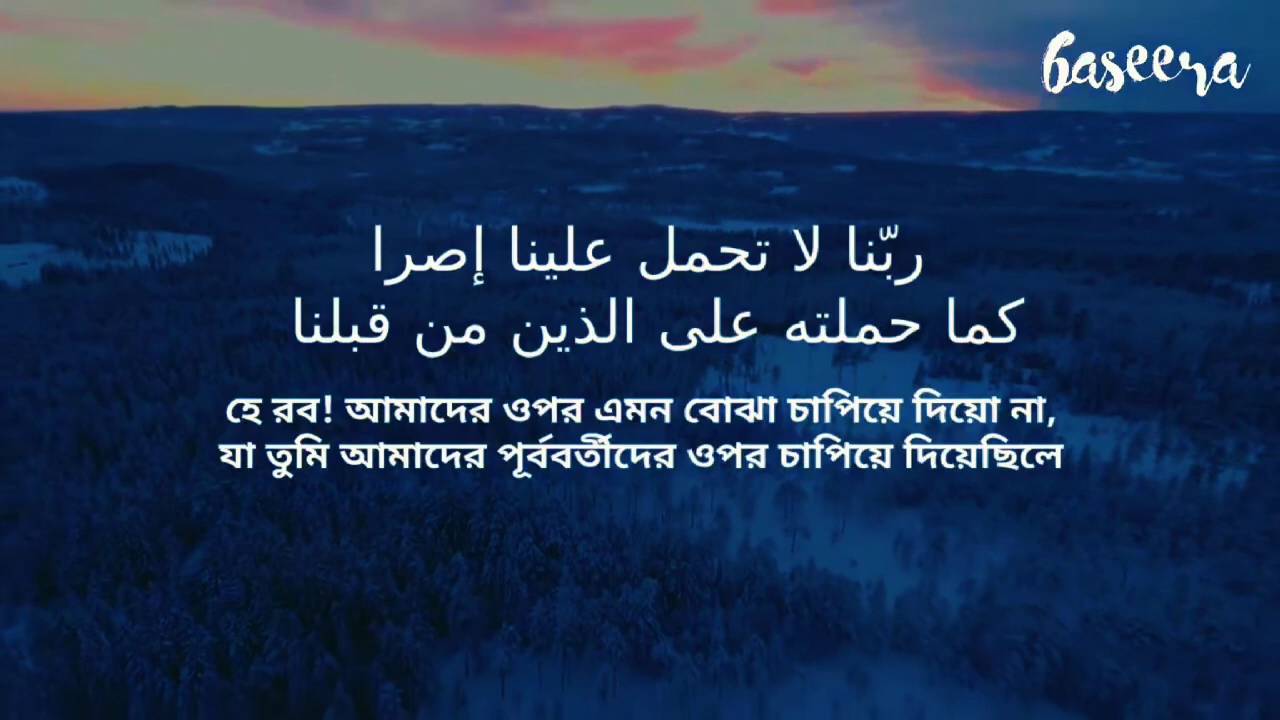 baseera
ربّنا لا تحمل علينا إصرا
كما حملته على الذين من قبلنا
হে রব! আমাদের ওপর এমন বোঝা চাপিয়ে দিয়ো না,
যা তুমি আমাদের পূর্ববর্তীদের ওপর চাপিয়ে দিয়েছিলে